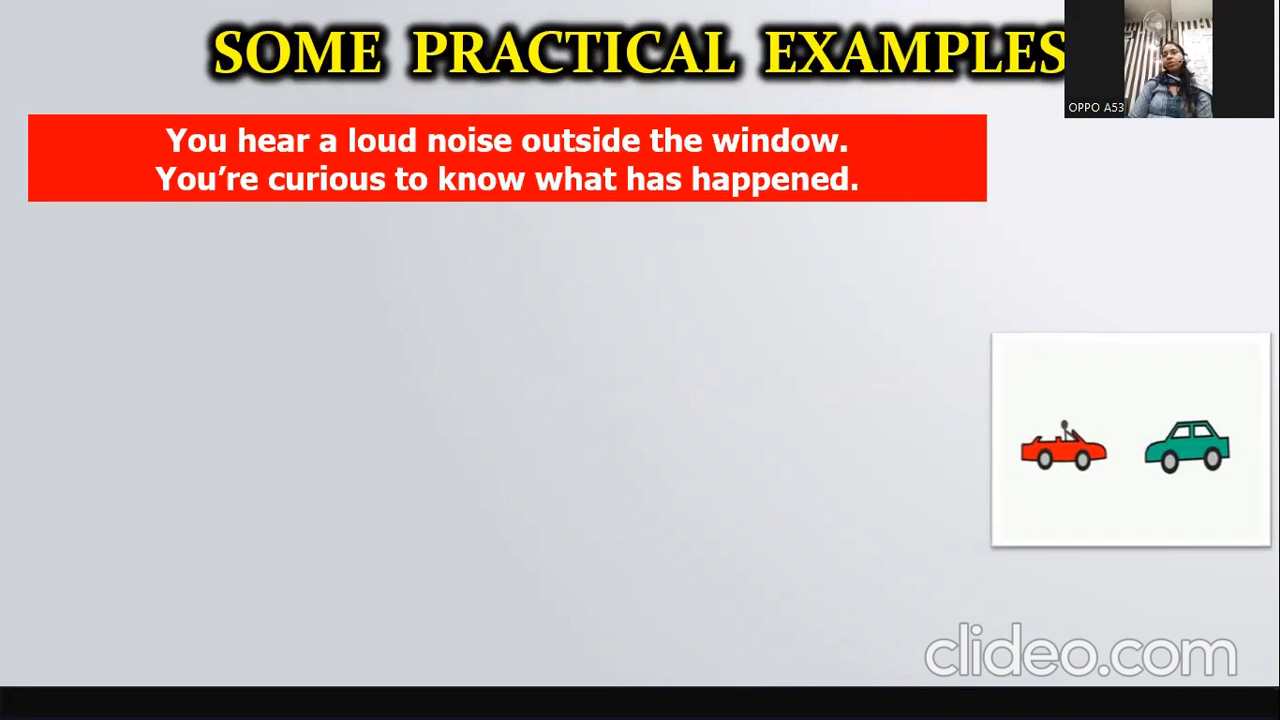 SOME PRACTICAL EXAMPLES
OPPO A53
You hear a loud noise outside the window.
You’re curious to know what has happened.
clideo.com